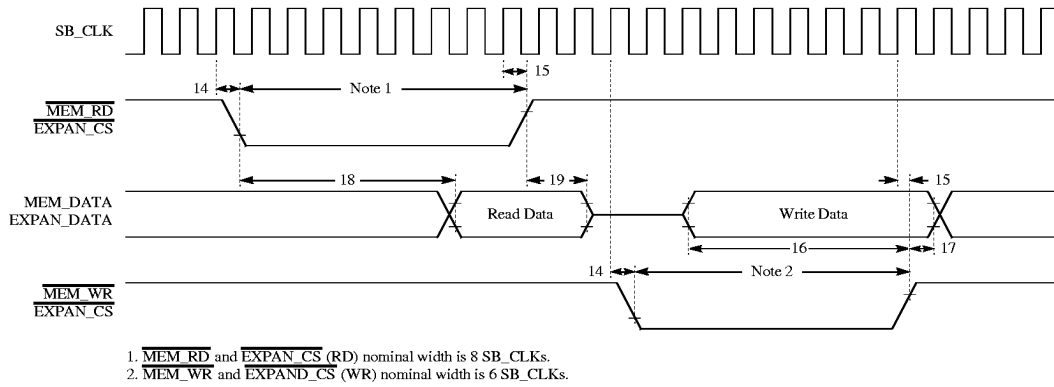 SB_CLK
14
Note 1
15
MEM_RD
EXPAN_CS
18
19
15
MEM_DATA
EXPAN_DATA
Read Data
Write Data
16
17
14
Note 2
MEM_WR
EXPAN_CS
1. MEM_RD and EXPAN_CS (RD) nominal width is 8 SB_CLKs.
2. MEM_WR and EXPAND_CS (WR) nominal width is 6 SB_CLKs.